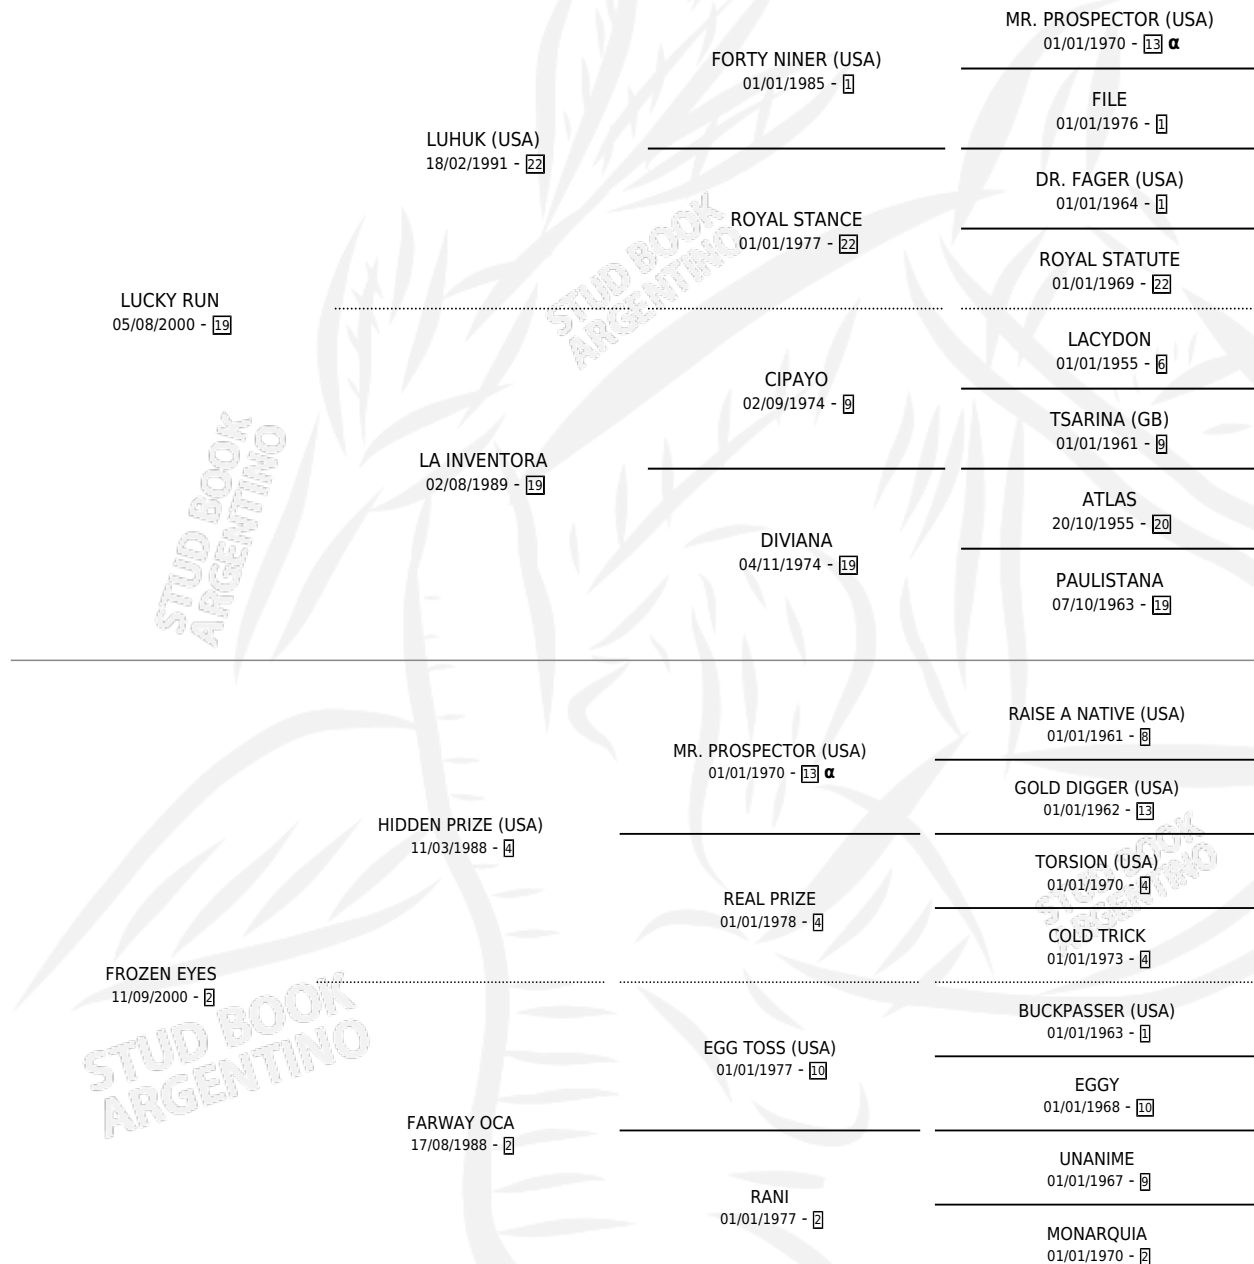 MR. PROSPECTOR (USA)
01/01/1970 - 13 α
FORTY NINER (USA)
01/01/1985 - 1
FILE
01/01/1976 - 1
LUHUK (USA)
18/02/1991 - 22
DR. FAGER (USA)
01/01/1964 - 1
ROYAL STANCE
01/01/1977 - 22
ROYAL STATUTE
01/01/1969 - 22
LUCKY RUN
05/08/2000 - 19
LACYDON
01/01/1955 - 6
CIPAYO
02/09/1974 - 9
TSARINA (GB)
01/01/1961 - 9
LA INVENTORA
02/08/1989 - 19
ATLAS
20/10/1955 - 20
DIVIANA
04/11/1974 - 19
PAULISTANA
07/10/1963 - 19
RAISE A NATIVE (USA)
01/01/1961 - 8
MR. PROSPECTOR (USA)
01/01/1970 - 13 α
GOLD DIGGER (USA)
01/01/1962 - 13
HIDDEN PRIZE (USA)
11/03/1988 - 4
TORSION (USA)
01/01/1970 - 4
REAL PRIZE
01/01/1978 - 4
COLD TRICK
01/01/1973 - 4
FROZEN EYES
11/09/2000 - 2
BUCKPASSER (USA)
01/01/1963 - 1
EGG TOSS (USA)
01/01/1977 - 10
EGGY
01/01/1968 - 10
FARWAY OCA
17/08/1988 - 2
UNANIME
01/01/1967 - 9
RANI
01/01/1977 - 2
MONARQUIA
01/01/1970 - 2
STUD BOOK
ARGENTINO
STUD BOOK
ARGENTINO
STUD BOOK
ARGENTINO
STUD BOOK
ARGENTINO